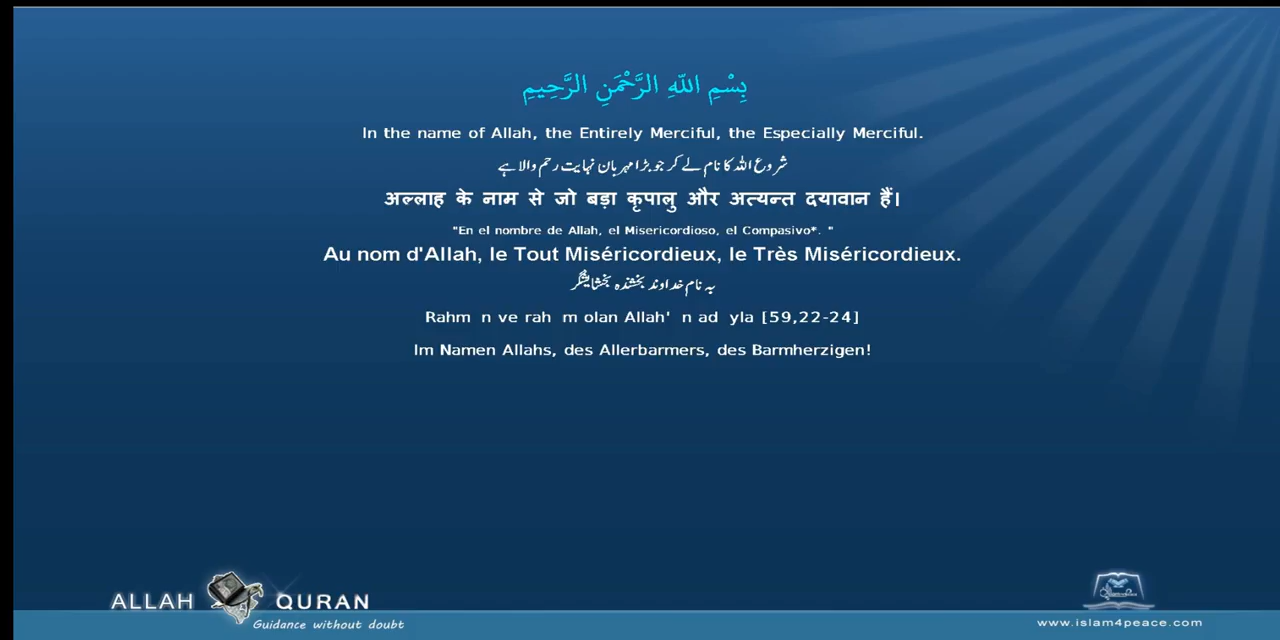 بِسْمِ اللَّهِ الرَّحْمَنِ الرَّحِيمِ
In the name of Allah, the Entirely Merciful, the Especially Merciful.
شروع الله کا نام لے کر جو بڑا مہربان نہایت رحم والا ہے
अल्लाह के नाम से जो बड़ा कृपालु और अत्यन्त दयावान हैं।
"En el nombre de Allah, el Misericordioso, el Compasivo*. "
Au nom d'Allah, le Tout Miséricordieux, le Très Miséricordieux.
به نام خداوند بخشنده بخشایشگر
Rahm n ve rah m olan Allah' n ad yla [59,22-24]
Im Namen Allahs, des Allerbarmers, des Barmherzigen!
ALLAH QURAN
Guidance without doubt
www.islam4peace.com